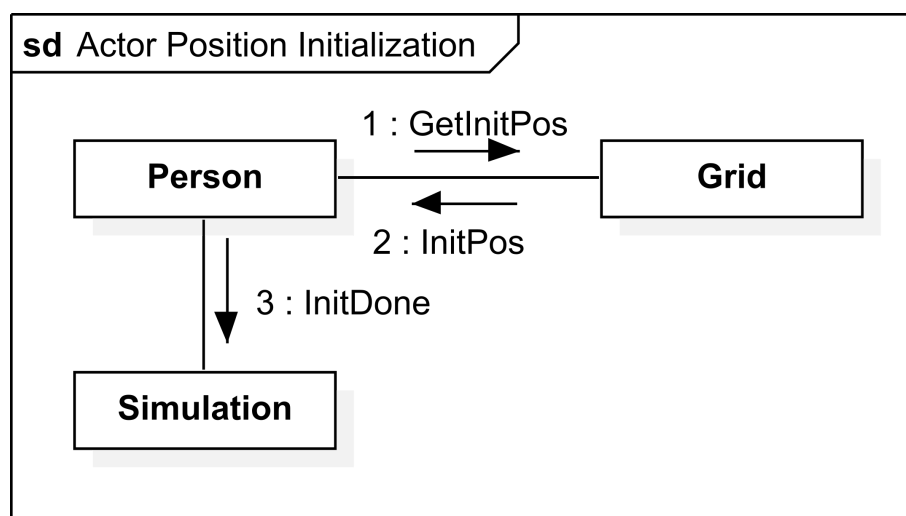 sd Actor Position Initialization
1 : GetInitPos
Person
Grid
2 : InitPos
3 : InitDone
Simulation